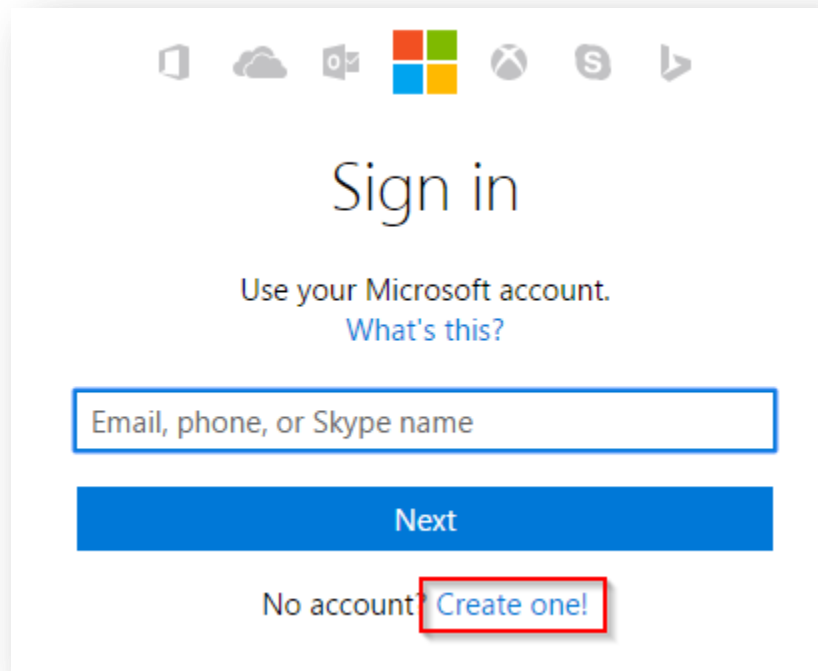 Sign in
Use your Microsoft account.
What's this?
Email, phone, or Skype name
Next
No account? Create one!